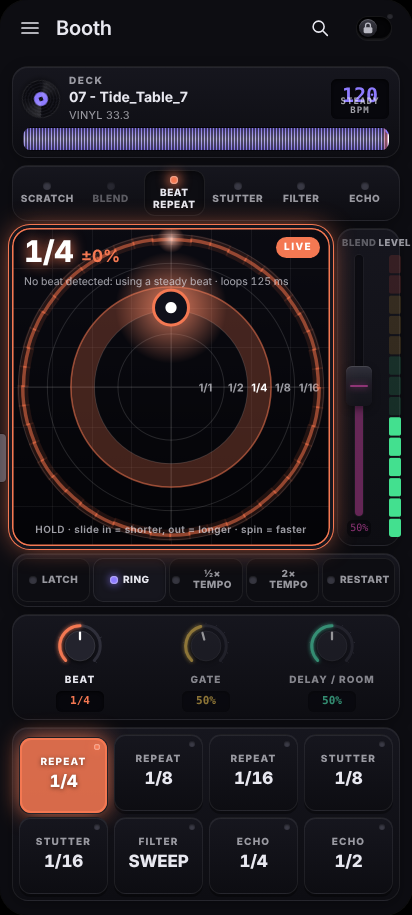 Booth
DECK
07 - Tide_Table_7
VINYL 33.3
120
STEADY
BPM
SCRATCH
BLEND
BEAT
REPEAT
STUTTER
FILTER
ECHO
1/4 ±0%
LIVE
No beat detected: using a steady beat · loops 125 ms
1/1 1/2 1/4 1/8 1/16
HOLD · slide in = shorter, out = longer · spin = faster
BLEND LEVEL
50%
LATCH
RING
½×
TEMPO
2×
TEMPO
RESTART
BEAT
1/4
GATE
50%
DELAY / ROOM
50%
REPEAT
1/4
REPEAT
1/8
REPEAT
1/16
STUTTER
1/8
STUTTER
1/16
FILTER
SWEEP
ECHO
1/4
ECHO
1/2